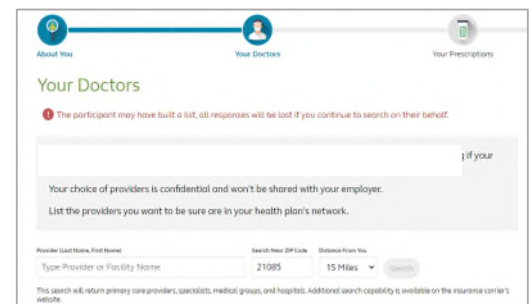 About You
Your Doctors
Your Prescriptions
Your Doctors
The participant may have built a list, all responses will be lost if you continue to search on their behalf.
if your
Your choice of providers is confidential and won't be shared with your employer.
List the providers you want to be sure are in your health plan's network.
Provider (Last Name, First Name)
Search Near ZIP Code
Distance From You
Type Provider or Facility Name
21085
15 Miles
Search
This search will return primary care providers, specialists, medical groups, and hospitals. Additional search capability is available on the insurance carrier's
website